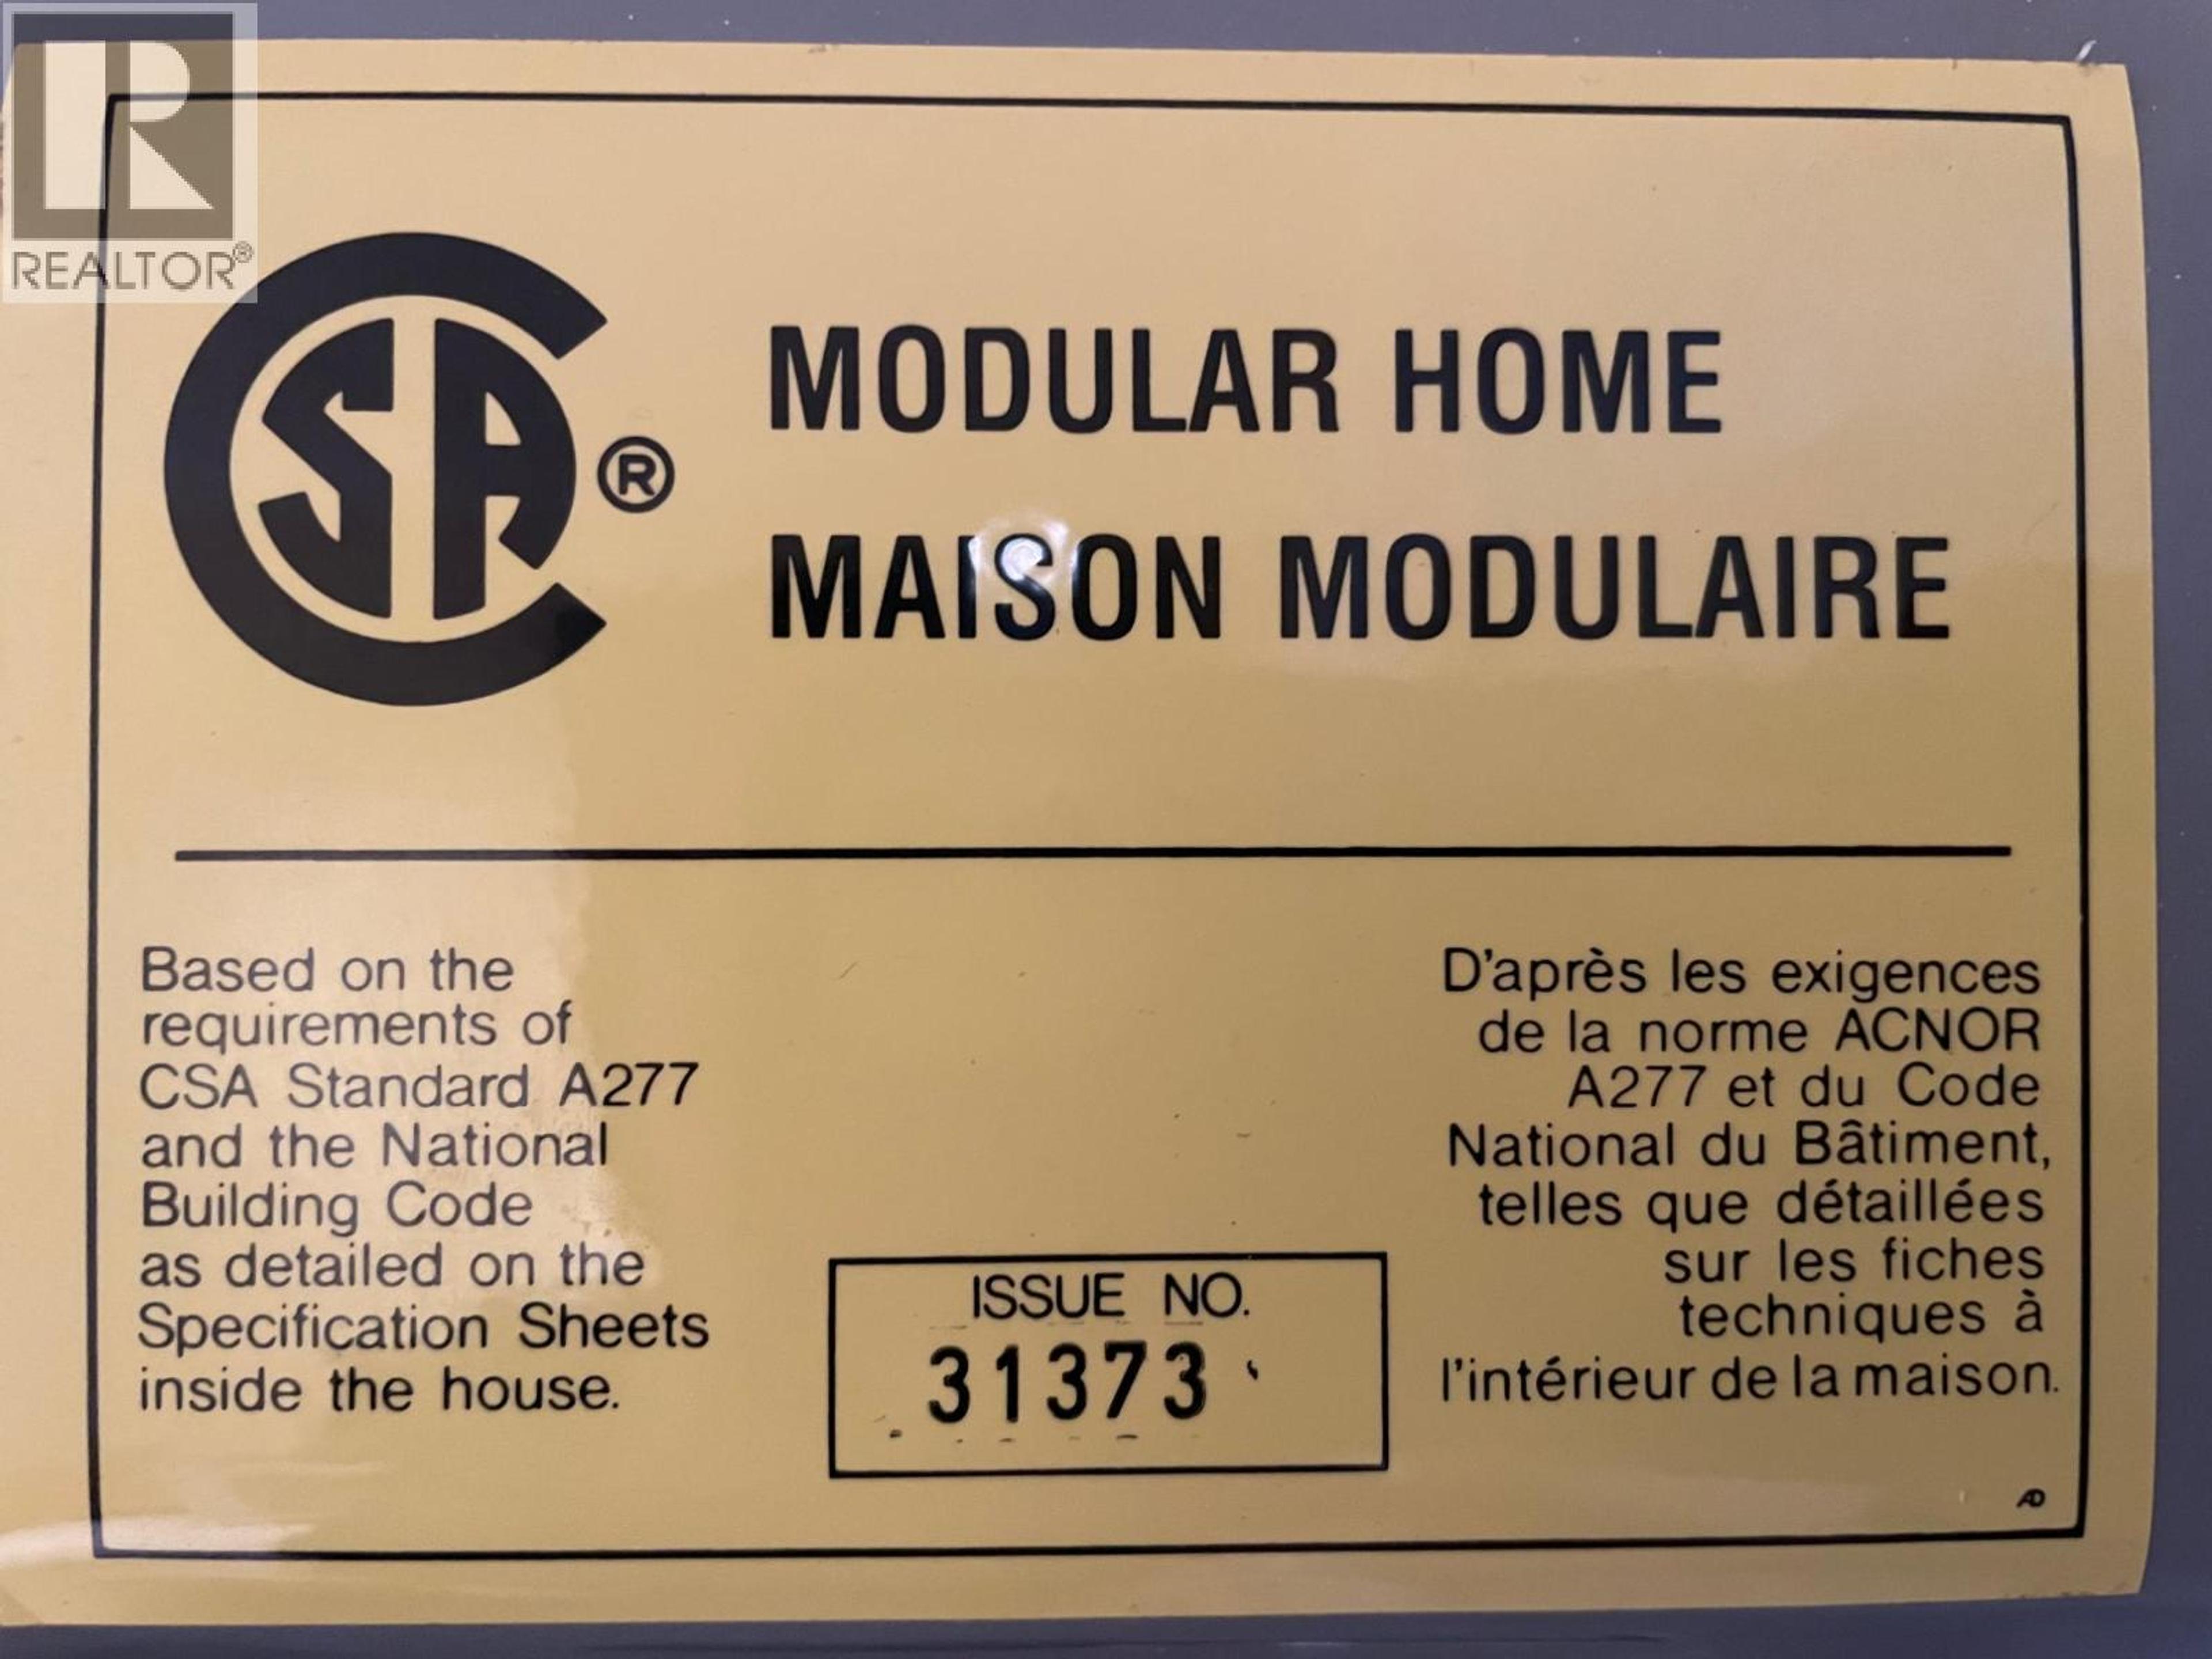 R
REALTOR®
CSA®
MODULAR HOME
MAISON MODULAIRE
Based on the
requirements of
CSA Standard A277
and the National
Building Code
as detailed on the
Specification Sheets
inside the house.
ISSUE NO.
31373
D'après les exigences
de la norme ACNOR
A277 et du Code
National du Bâtiment,
telles que détaillées
sur les fiches
techniques à
l'intérieur de la maison.
AD